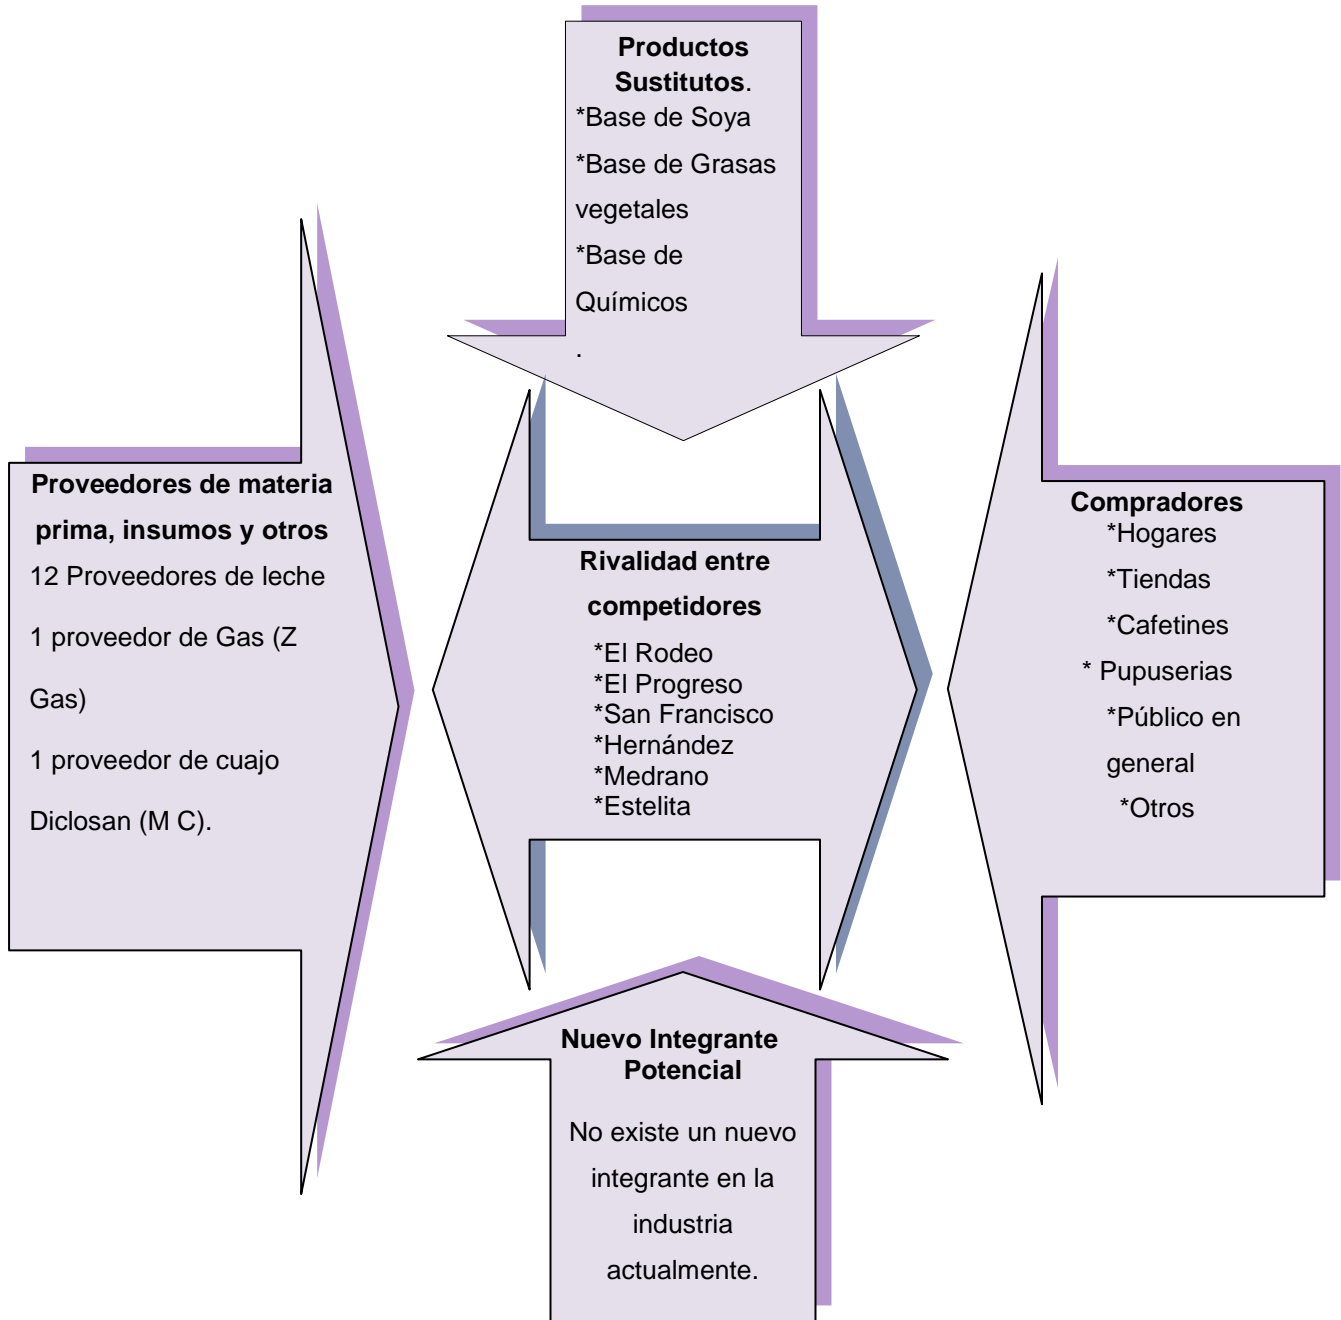 Productos
Sustitutos.
*Base de Soya
*Base de Grasas
vegetales
*Base de
Químicos
.
Proveedores de materia
prima, insumos y otros
12 Proveedores de leche
1 proveedor de Gas (Z
Gas)
1 proveedor de cuajo
Diclosan (M C).
Rivalidad entre
competidores
*El Rodeo
*El Progreso
*San Francisco
*Hernández
*Medrano
*Estelita
Compradores
*Hogares
*Tiendas
*Cafetines
* Pupuserias
*Público en
general
*Otros
Nuevo Integrante
Potencial
No existe un nuevo
integrante en la
industria
actualmente.